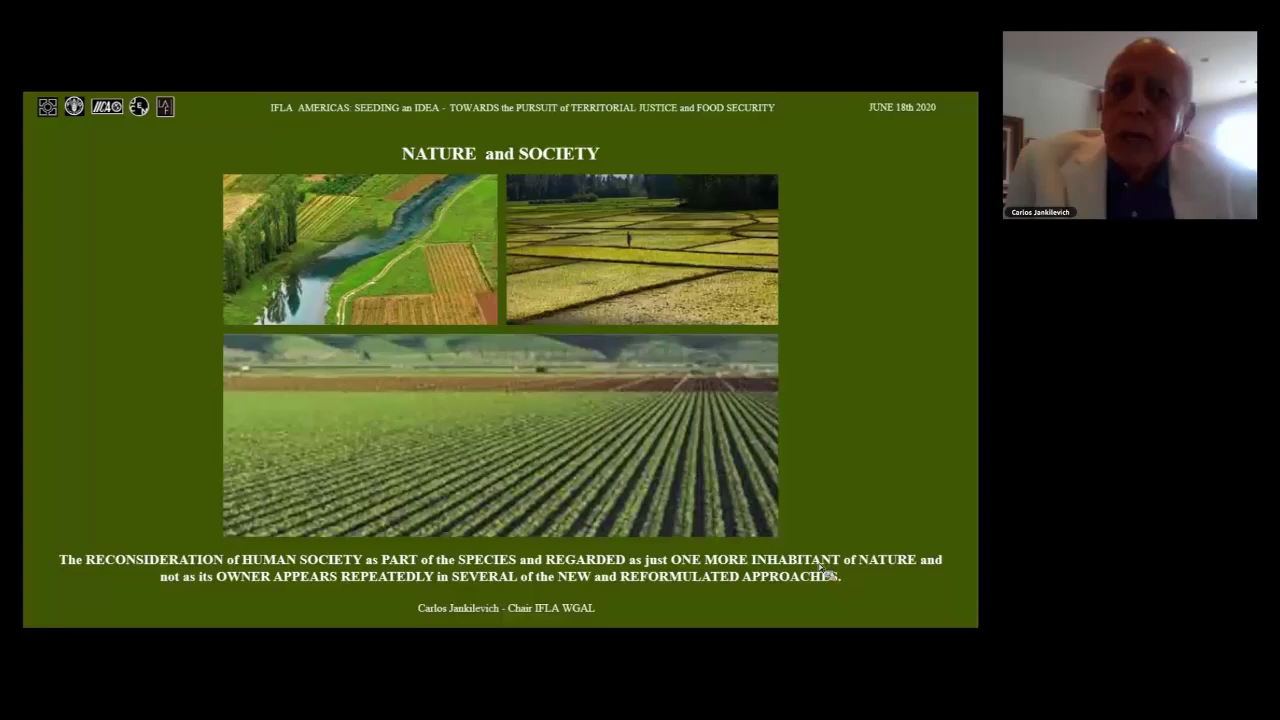 IICA
IFLA AMERICAS: SEEDING an IDEA - TOWARDS the PURSUIT of TERRITORIAL JUSTICE and FOOD SECURITY
JUNE 18th 2020
NATURE and SOCIETY
The RECONSIDERATION of HUMAN SOCIETY as PART of the SPECIES and REGARDED as just ONE MORE INHABITANT of NATURE and
not as its OWNER APPEARS REPEATEDLY in SEVERAL of the NEW and REFORMULATED APPROACHES.
Carlos Jankilevich - Chair IFLA WGAL
Carlos Jankilevich